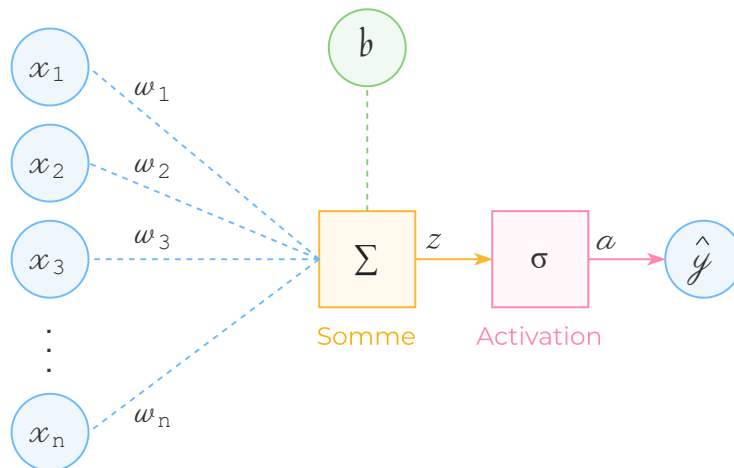 x₁
w₁
b
x₂
w₂
x₃
w₃
Σ
z
σ
a
ŷ
Somme
Activation
⋮
xₙ
wₙ